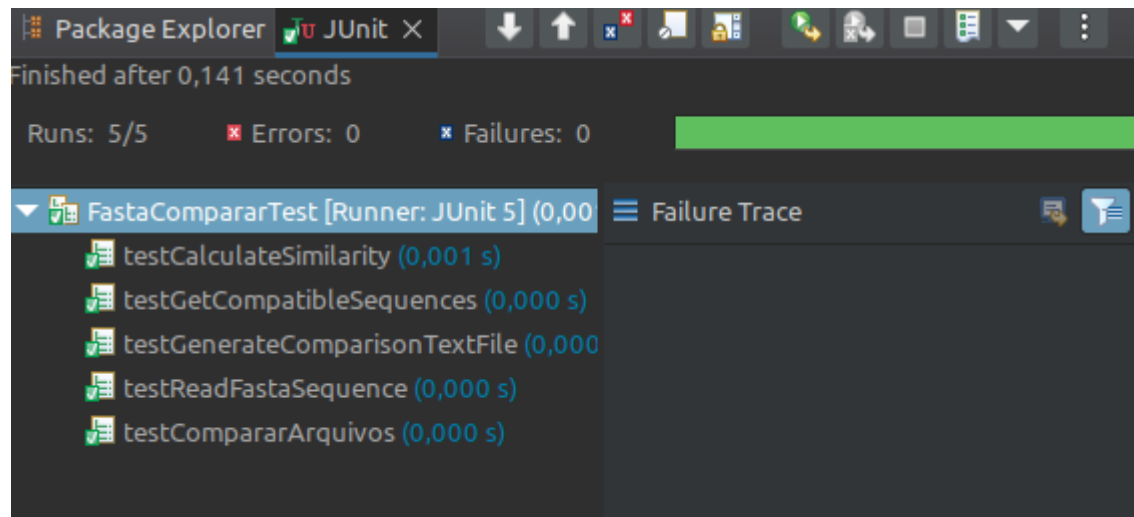 Package Explorer JUnit
Finished after 0,141 seconds
Runs: 5/5 Errors: 0 Failures: 0
FastaCompararTest [Runner: JUnit 5] (0,00
Failure Trace
testCalculateSimilarity (0,001 s)
testGetCompatibleSequences (0,000 s)
testGenerateComparisonTextFile (0,000
testReadFastaSequence (0,000 s)
testCompararArquivos (0,000 s)